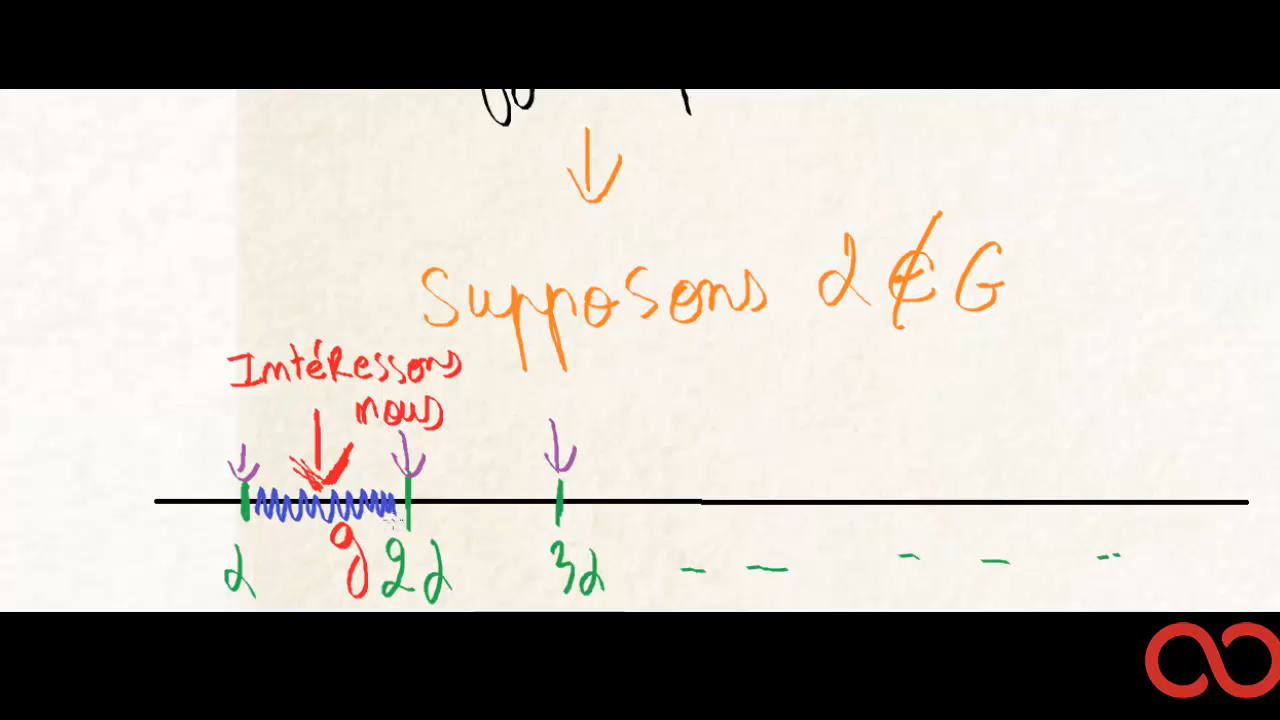 Supposons α ∉ G
Intéressons
nous
α g 2α 3α